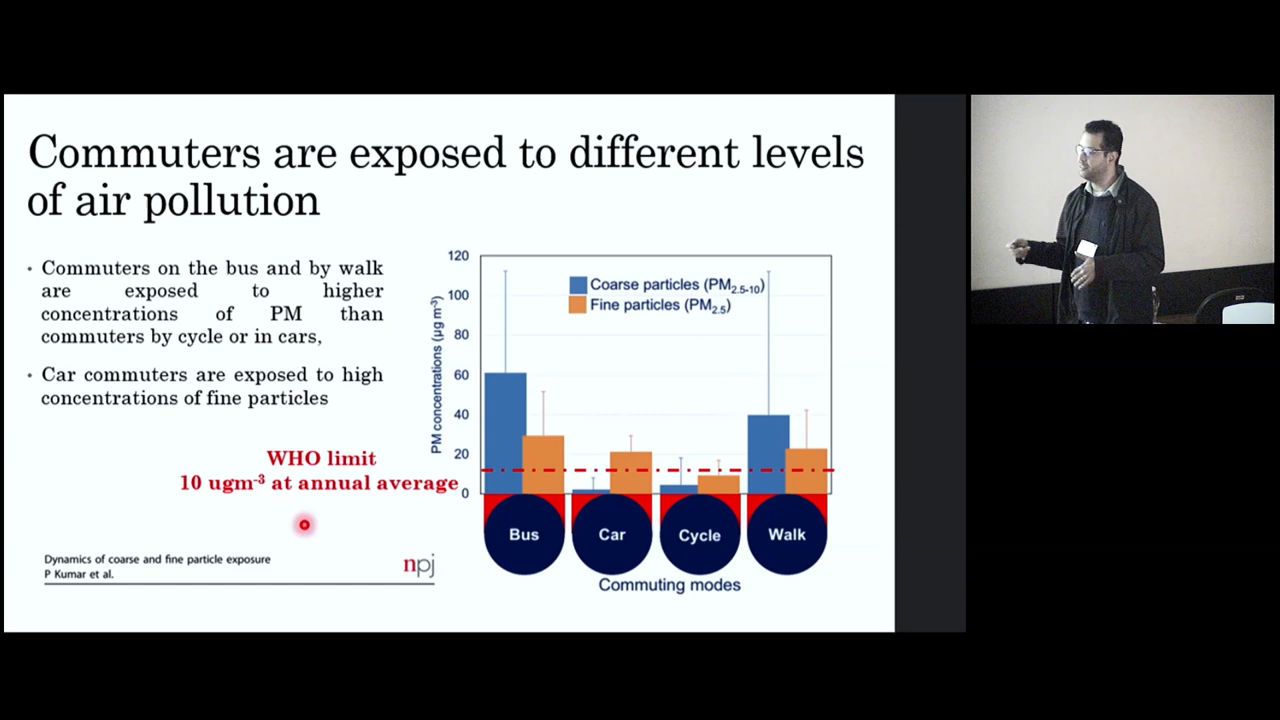 Commuters are exposed to different levels
of air pollution
• Commuters on the bus and by walk
are exposed to higher
concentrations of PM than
commuters by cycle or in cars,
• Car commuters are exposed to high
concentrations of fine particles
WHO limit
10 ugm⁻³ at annual average
Dynamics of coarse and fine particle exposure
P Kumar et al.
npj
PM concentrations (µg m⁻³)
120
100
80
60
40
20
0
Coarse particles (PM2.5-10)
Fine particles (PM2.5)
Bus
Car
Cycle
Walk
Commuting modes